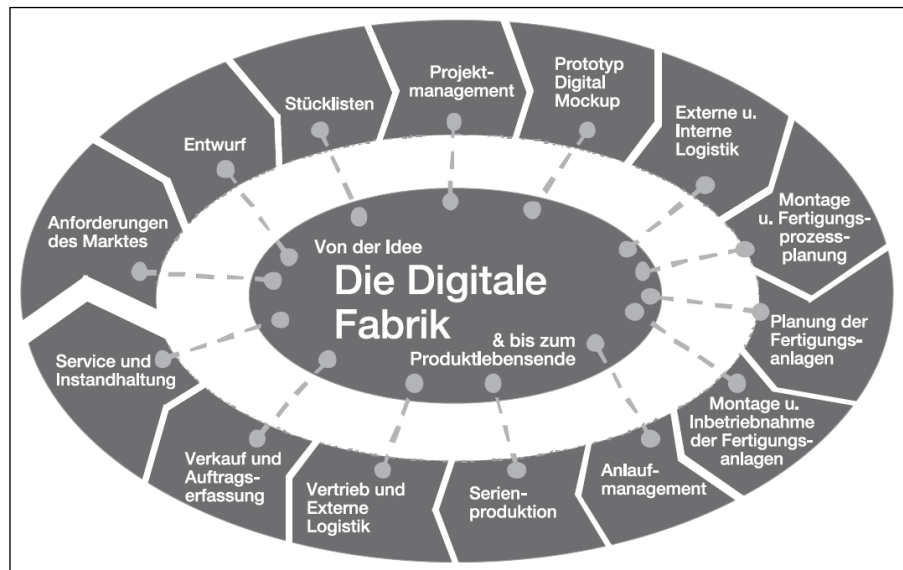 Anforderungen
des Marktes
Entwurf
Stücklisten
Projekt-
management
Prototyp
Digital
Mockup
Externe u.
Interne
Logistik
Montage
u. Fertigungs-
prozess-
planung
Planung der
Fertigungs-
anlagen
Montage u.
Inbetriebnahme
der Fertigungs-
anlagen
Anlauf-
management
Serien-
produktion
Vertrieb und
Externe
Logistik
Verkauf und
Auftrags-
erfassung
Service und
Instandhaltung
Von der Idee
Die Digitale
Fabrik
& bis zum
Produktlebensende